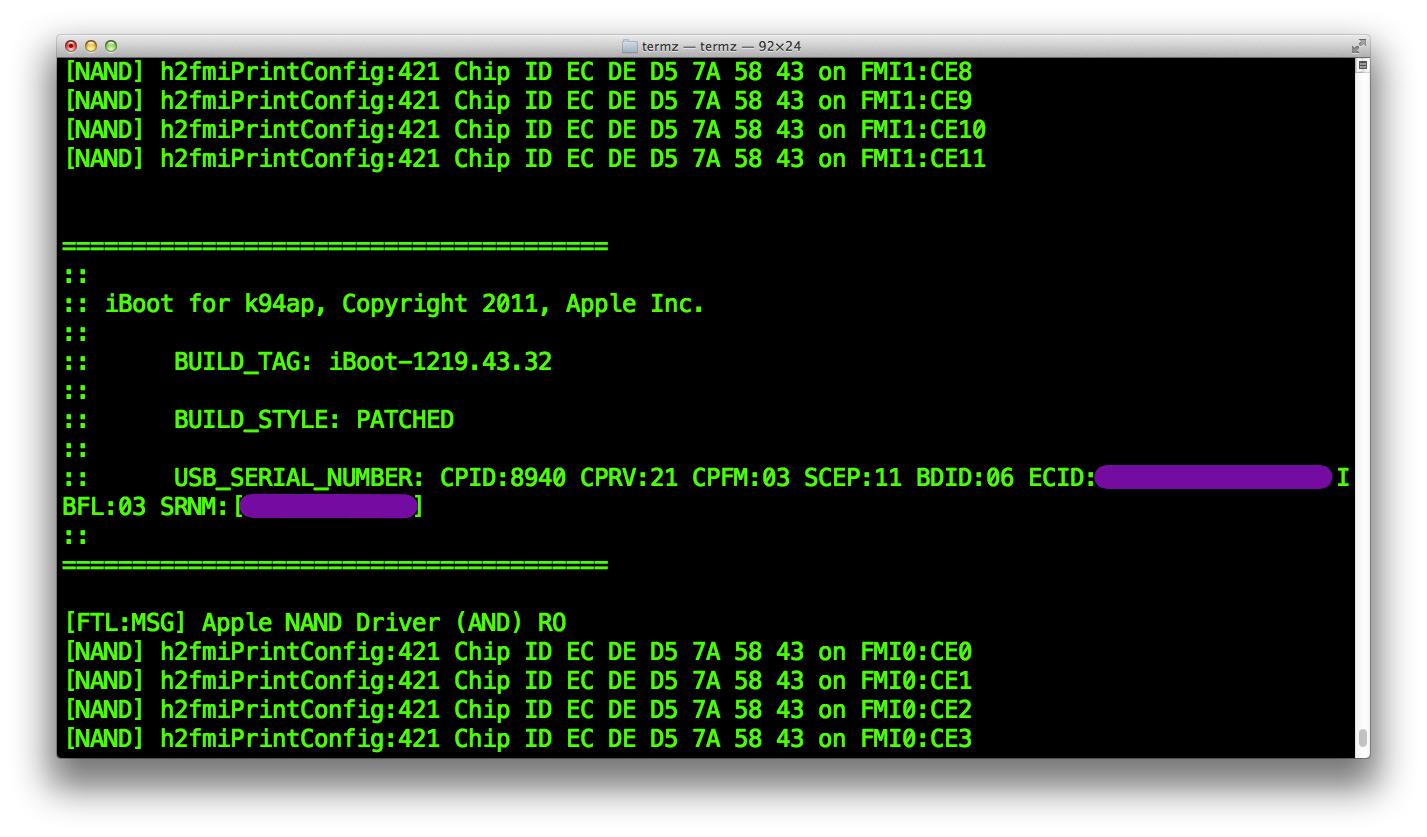 termz — termz — 92×24
[NAND] h2fmiPrintConfig:421 Chip ID EC DE D5 7A 58 43 on FMI1:CE8
[NAND] h2fmiPrintConfig:421 Chip ID EC DE D5 7A 58 43 on FMI1:CE9
[NAND] h2fmiPrintConfig:421 Chip ID EC DE D5 7A 58 43 on FMI1:CE10
[NAND] h2fmiPrintConfig:421 Chip ID EC DE D5 7A 58 43 on FMI1:CE11
=======================================
::
:: iBoot for k94ap, Copyright 2011, Apple Inc.
::
::      BUILD_TAG: iBoot-1219.43.32
::
::      BUILD_STYLE: PATCHED
::
::      USB_SERIAL_NUMBER: CPID:8940 CPRV:21 CPFM:03 SCEP:11 BDID:06 ECID: I
BFL:03 SRNM:[ ]
::
=======================================
[FTL:MSG] Apple NAND Driver (AND) RO
[NAND] h2fmiPrintConfig:421 Chip ID EC DE D5 7A 58 43 on FMI0:CE0
[NAND] h2fmiPrintConfig:421 Chip ID EC DE D5 7A 58 43 on FMI0:CE1
[NAND] h2fmiPrintConfig:421 Chip ID EC DE D5 7A 58 43 on FMI0:CE2
[NAND] h2fmiPrintConfig:421 Chip ID EC DE D5 7A 58 43 on FMI0:CE3